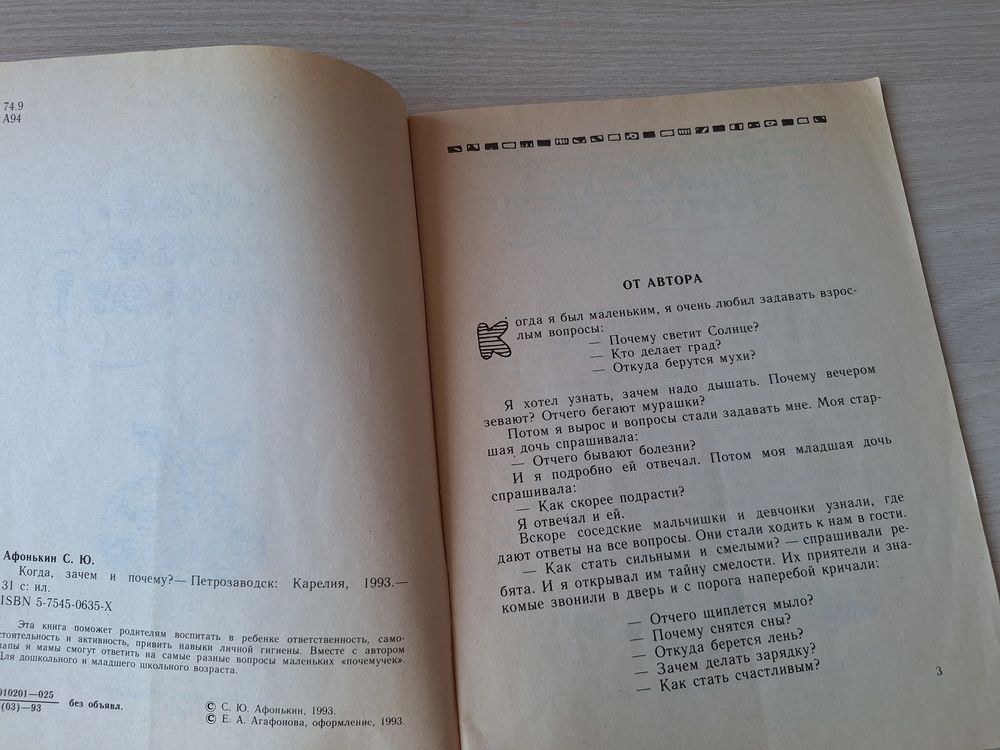 74.9
А94
Афонькин С. Ю.
Когда, зачем и почему?— Петрозаводск: Карелия, 1993.—
31 с: ил.
ISBN 5-7545-0635-X
Эта книга поможет родителям воспитать в ребенке ответственность, само-
стоятельность и активность, привить навыки личной гигиены. Вместе с автором
папы и мамы смогут ответить на самые разные вопросы маленьких «почемучек».
Для дошкольного и младшего школьного возраста.
010201—025
(03)—93
без объявл.
© С. Ю. Афонькин, 1993.
© Е. А. Агафонова, оформление, 1993.
ОТ АВТОРА
Когда я был маленьким, я очень любил задавать взрос-
лым вопросы:
— Почему светит Солнце?
— Кто делает град?
— Откуда берутся мухи?
Я хотел узнать, зачем надо дышать. Почему вечером
зевают? Отчего бегают мурашки?
Потом я вырос и вопросы стали задавать мне. Моя стар-
шая дочь спрашивала:
— Отчего бывают болезни?
И я подробно ей отвечал. Потом моя младшая дочь
спрашивала:
— Как скорее подрасти?
Я отвечал и ей.
Вскоре соседские мальчишки и девчонки узнали, где
дают ответы на все вопросы. Они стали ходить к нам в гости.
— Как стать сильными и смелыми? — спрашивали ре-
бята. И я открывал им тайну смелости. Их приятели и зна-
комые звонили в дверь и с порога наперебой кричали:
— Отчего щиплется мыло?
— Почему снятся сны?
— Откуда берется лень?
— Зачем делать зарядку?
— Как стать счастливым?
3